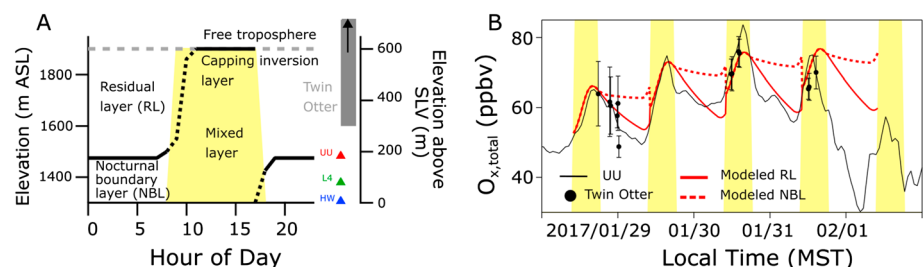 A
Elevation (m ASL)
1800
1600
1400
Free troposphere
Capping inversion
layer
Residual
layer (RL)
Mixed
layer
Nocturnal
boundary
layer (NBL)
0
5
10
15
20
Hour of Day
Twin
Otter
UU
L4
HW
600
400
200
0
Elevation above
SLV (m)
B
Ox,total (ppbv)
80
60
40
UU
Twin Otter
Modeled RL
Modeled NBL
2017/01/29
01/30
01/31
02/01
Local Time (MST)